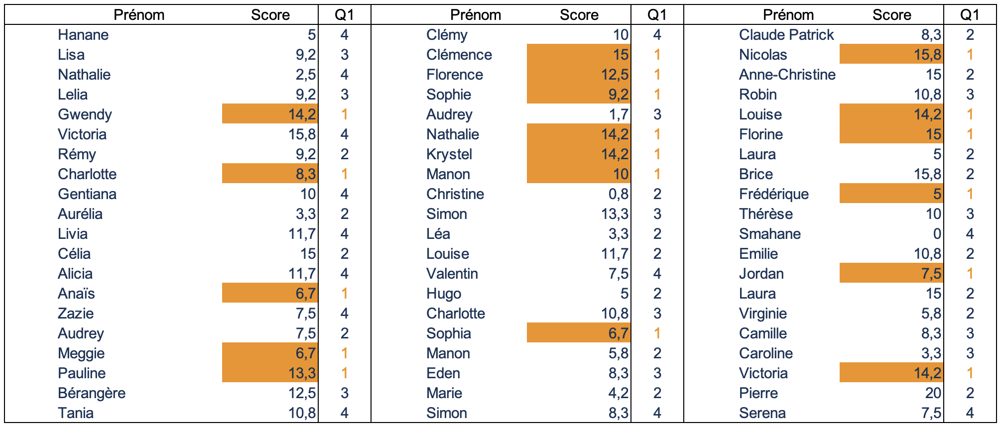 Prénom Score Q1 Prénom Score Q1 Prénom Score Q1
Hanane 5 4 Clémy 10 4 Claude Patrick 8,3 2
Lisa 9,2 3 Clémence 15 1 Nicolas 15,8 1
Nathalie 2,5 4 Florence 12,5 1 Anne-Christine 15 2
Lelia 9,2 3 Sophie 9,2 1 Robin 10,8 3
Gwendy 14,2 1 Audrey 1,7 3 Louise 14,2 1
Victoria 15,8 4 Nathalie 14,2 1 Florine 15 1
Rémy 9,2 2 Krystel 14,2 1 Laura 5 2
Charlotte 8,3 1 Manon 10 1 Brice 15,8 2
Gentiana 10 4 Christine 0,8 2 Frédérique 5 1
Aurélia 3,3 2 Simon 13,3 3 Thérèse 10 3
Livia 11,7 4 Léa 3,3 2 Smahane 0 4
Célia 15 2 Louise 11,7 2 Emilie 10,8 2
Alicia 11,7 4 Valentin 7,5 4 Jordan 7,5 1
Anaïs 6,7 1 Hugo 5 2 Laura 15 2
Zazie 7,5 4 Charlotte 10,8 3 Virginie 5,8 2
Audrey 7,5 2 Sophia 6,7 1 Camille 8,3 3
Meggie 6,7 1 Manon 5,8 2 Caroline 3,3 3
Pauline 13,3 1 Eden 8,3 3 Victoria 14,2 1
Bérangère 12,5 3 Marie 4,2 2 Pierre 20 2
Tania 10,8 4 Simon 8,3 4 Serena 7,5 4